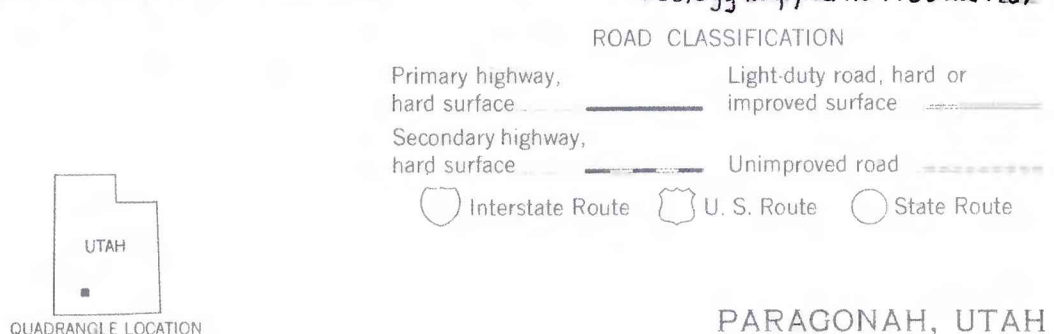 ROAD CLASSIFICATION
Primary highway,
hard surface
Light-duty road, hard or
improved surface
Secondary highway,
hard surface
Unimproved road
Interstate Route
U. S. Route
State Route
UTAH
QUADRANGLE LOCATION
PARAGONAH, UTAH